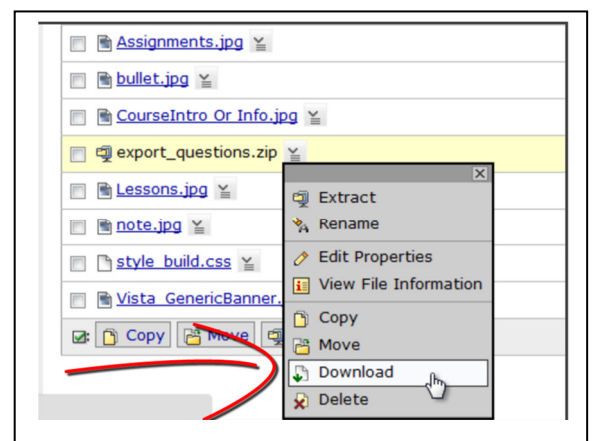 Assignments.jpg
bullet.jpg
CourseIntro Or Info.jpg
export_questions.zip
Lessons.jpg
note.jpg
style_build.css
Vista_GenericBanner.
Copy Move
Extract
Rename
Edit Properties
View File Information
Copy
Move
Download
Delete